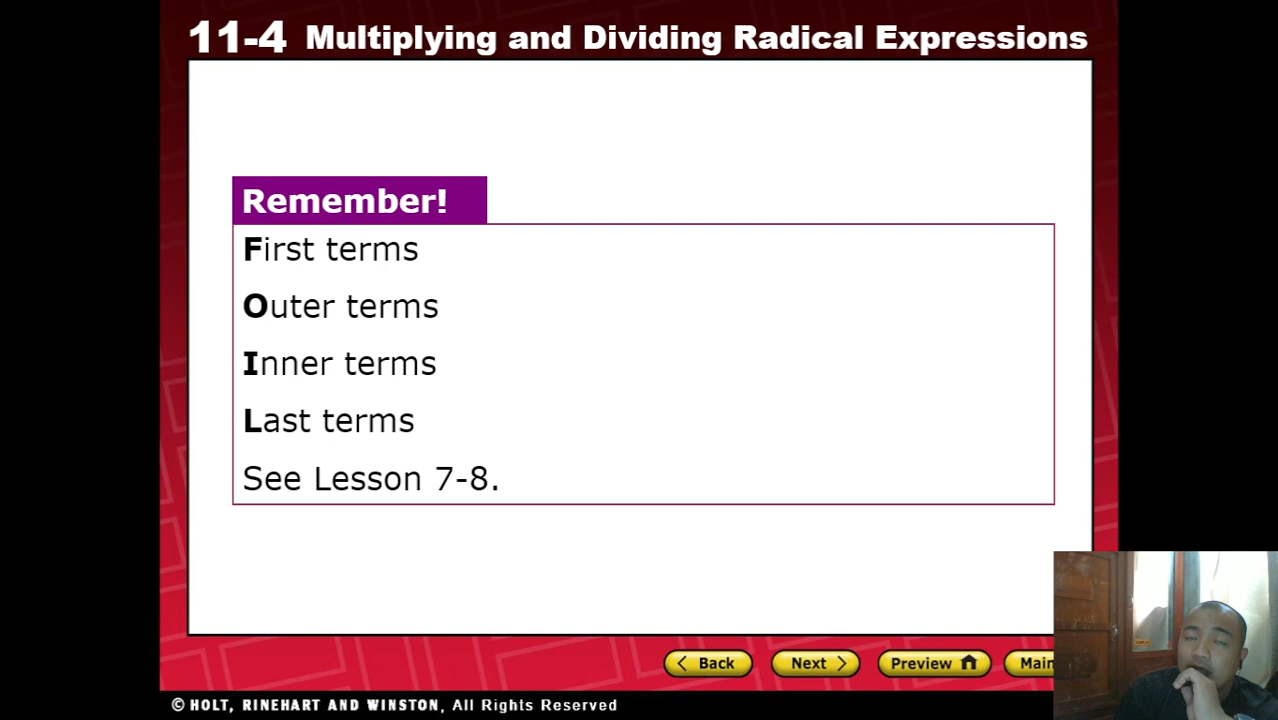 11-4 Multiplying and Dividing Radical Expressions
Remember!
First terms
Outer terms
Inner terms
Last terms
See Lesson 7-8.
< Back
Next >
Preview
Main
© HOLT, RINEHART AND WINSTON, All Rights Reserved